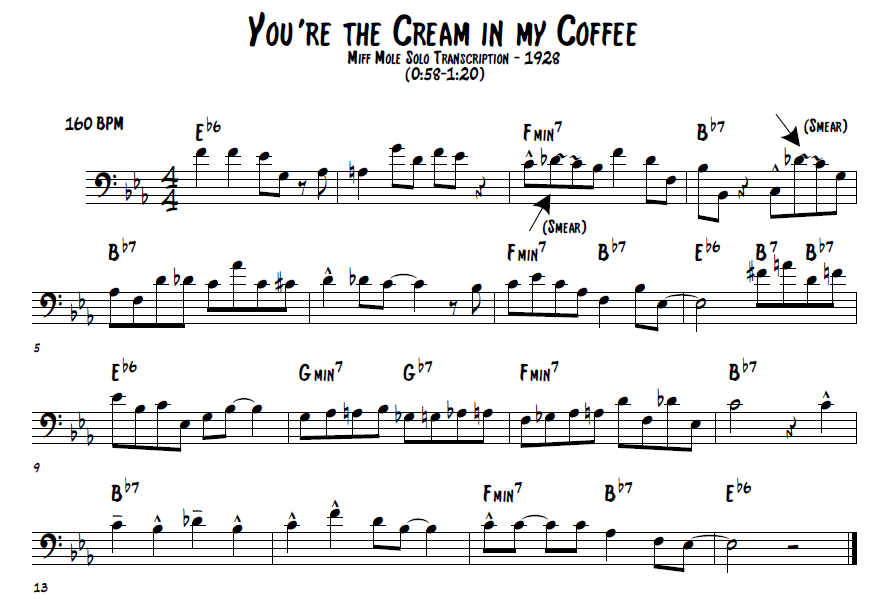 You're the Cream in my Coffee
Miff Mole Solo Transcription - 1928
(0:58-1:20)
160 BPM
E♭6 Fmin7 B♭7 (Smear)
4
4
(Smear)
B♭7 Fmin7 B♭7 E♭6 B7 B♭7
5
E♭6 Gmin7 G♭7 Fmin7 B♭7
9
B♭7 Fmin7 B♭7 E♭6
13